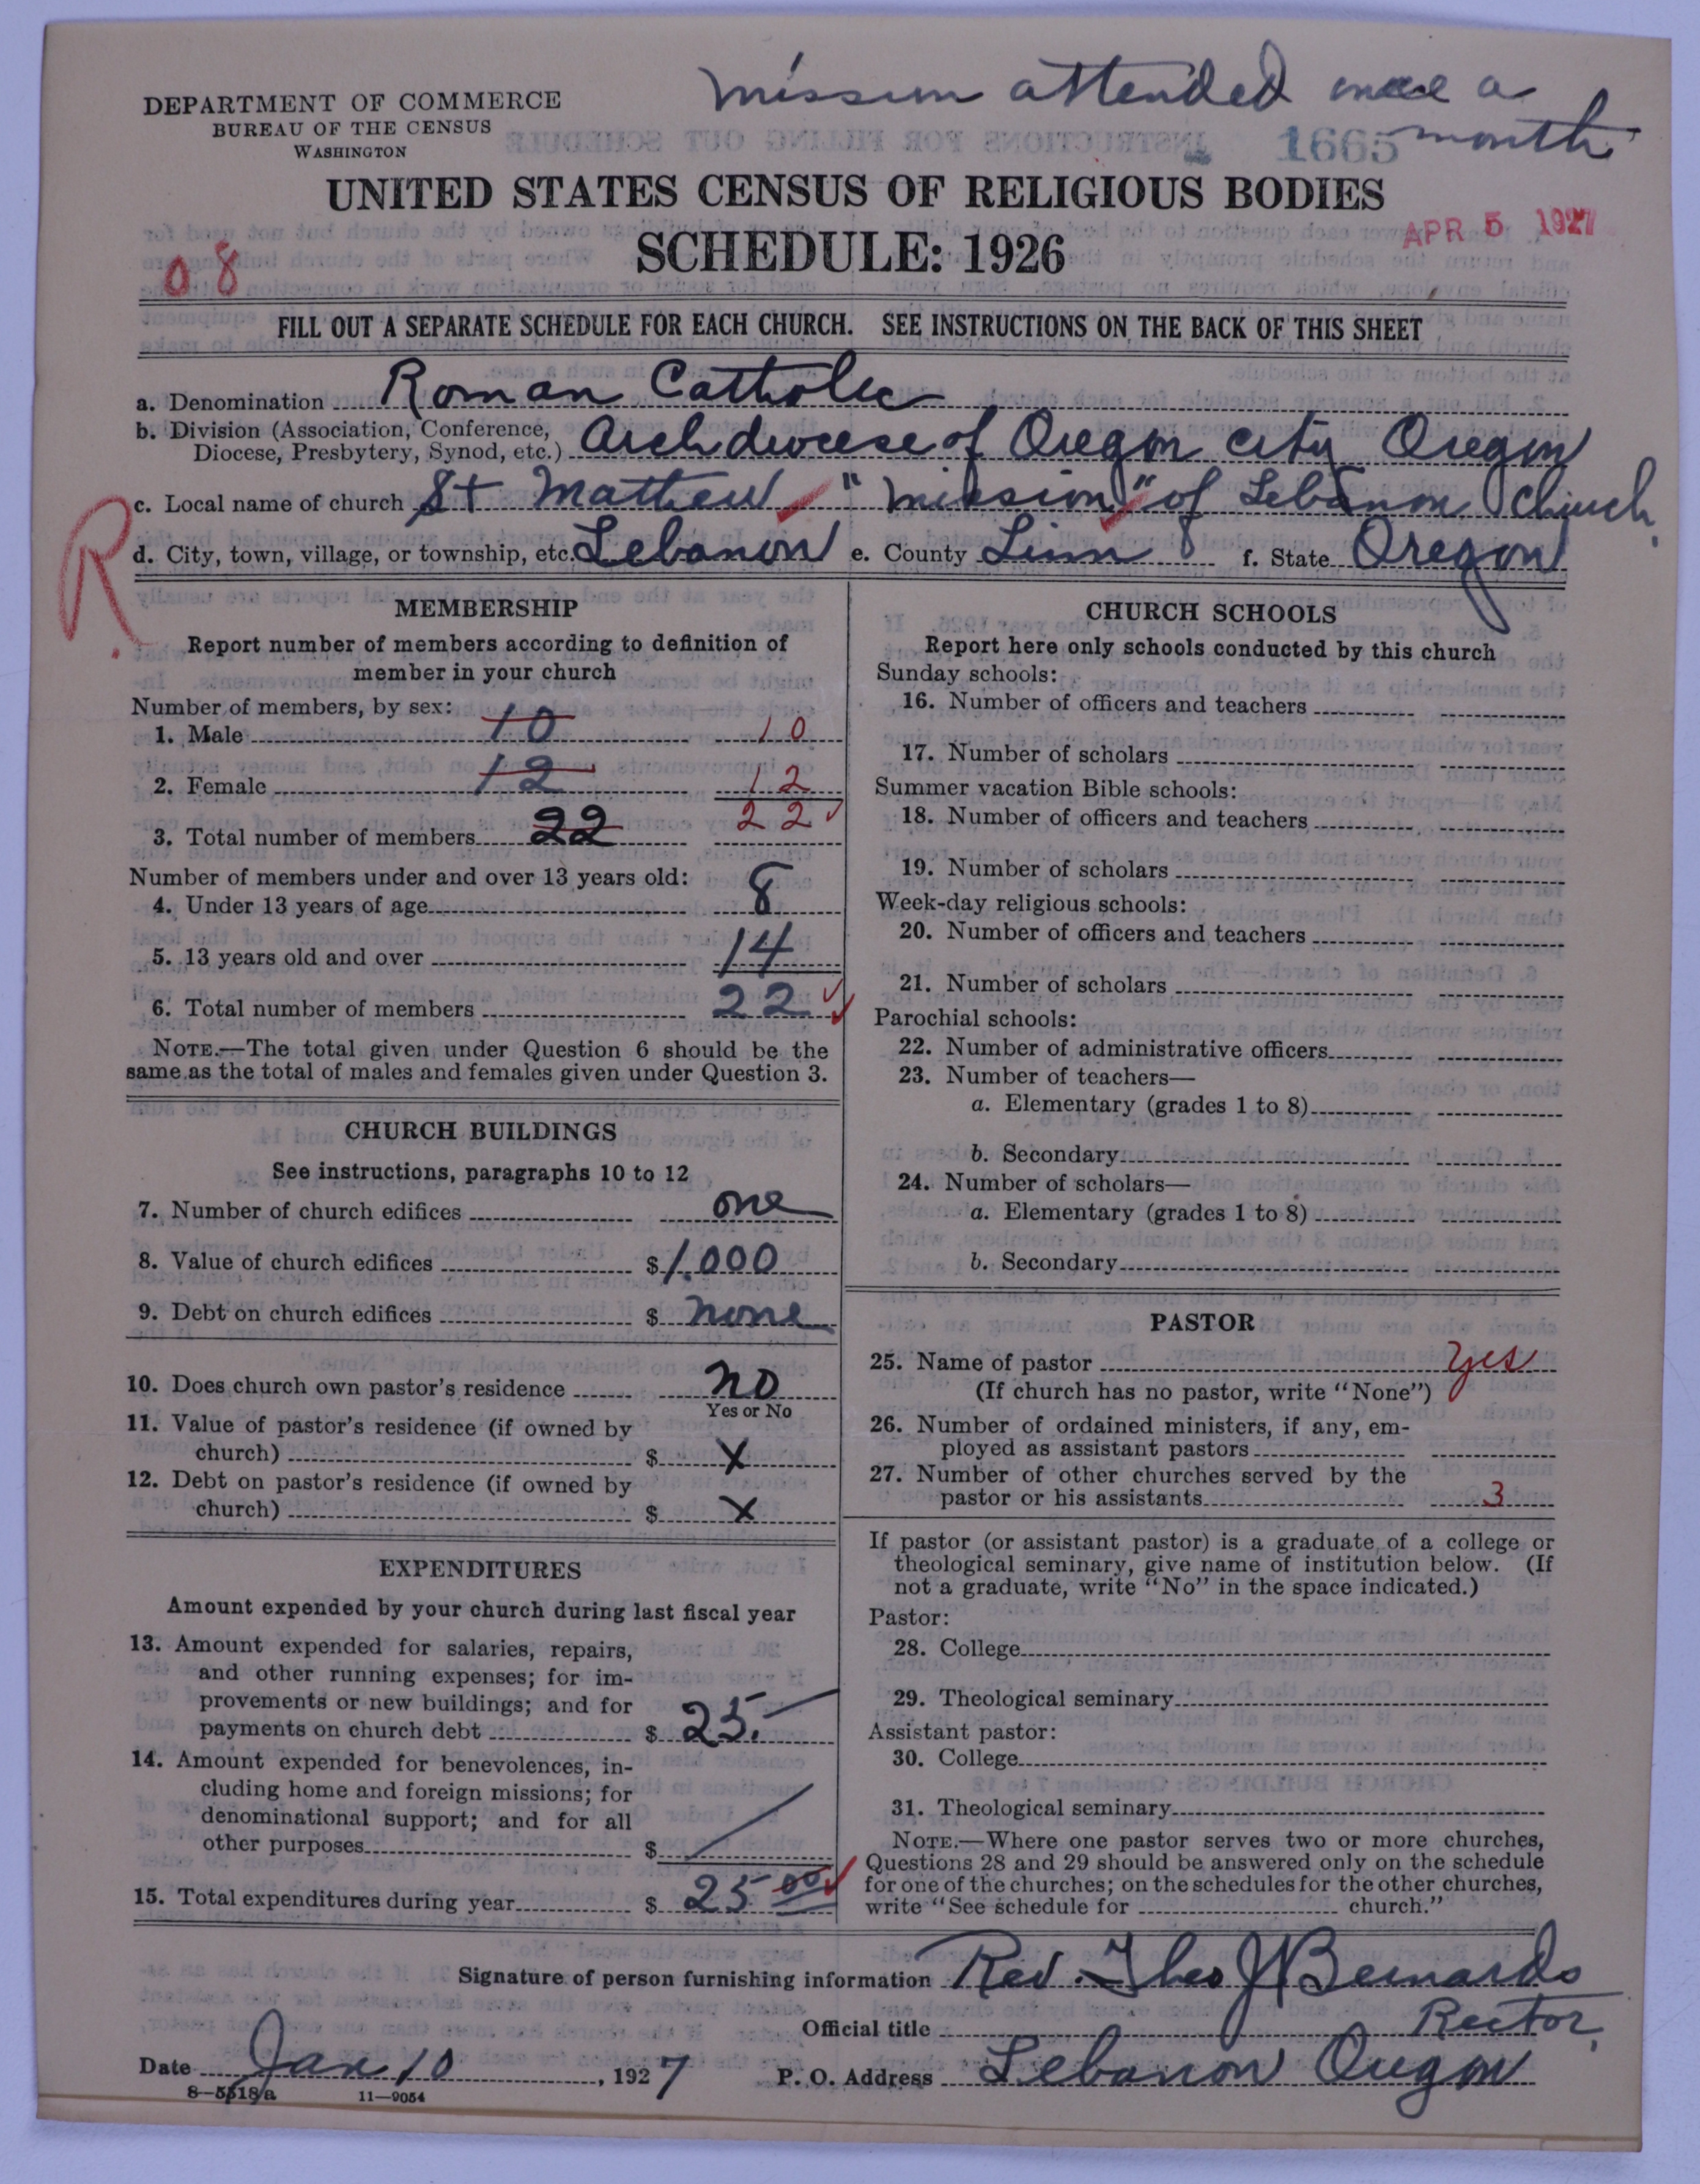 mission attended once a
month
DEPARTMENT OF COMMERCE
BUREAU OF THE CENSUS
WASHINGTON
1665
UNITED STATES CENSUS OF RELIGIOUS BODIES
SCHEDULE: 1926
APR 5 1927
08
FILL OUT A SEPARATE SCHEDULE FOR EACH CHURCH. SEE INSTRUCTIONS ON THE BACK OF THIS SHEET
a. Denomination Roman Catholic
b. Division (Association, Conference, Diocese, Presbytery, Synod, etc.) Archdiocese of Oregon city Oregon
c. Local name of church St Mathew "mission" of Lebanon Church.
R.
d. City, town, village, or township, etc. Lebanon e. County Linn f. State Oregon
MEMBERSHIP
Report number of members according to definition of
member in your church
Number of members, by sex:
1. Male 10 10
2. Female 12 12
3. Total number of members 22 22
Number of members under and over 13 years old:
4. Under 13 years of age 8
5. 13 years old and over 14
6. Total number of members 22
NOTE.—The total given under Question 6 should be the
same as the total of males and females given under Question 3.
CHURCH BUILDINGS
See instructions, paragraphs 10 to 12
7. Number of church edifices one
8. Value of church edifices $1.000
9. Debt on church edifices $ none
10. Does church own pastor's residence no
Yes or No
11. Value of pastor's residence (if owned by
church) $ X
12. Debt on pastor's residence (if owned by
church) $ X
EXPENDITURES
Amount expended by your church during last fiscal year
13. Amount expended for salaries, repairs,
and other running expenses; for im-
provements or new buildings; and for
payments on church debt $ 25.—
14. Amount expended for benevolences, in-
cluding home and foreign missions; for
denominational support; and for all
other purposes $
15. Total expenditures during year $ 25 00
CHURCH SCHOOLS
Report here only schools conducted by this church
Sunday schools:
16. Number of officers and teachers
17. Number of scholars
Summer vacation Bible schools:
18. Number of officers and teachers
19. Number of scholars
Week-day religious schools:
20. Number of officers and teachers
21. Number of scholars
Parochial schools:
22. Number of administrative officers
23. Number of teachers—
a. Elementary (grades 1 to 8)
b. Secondary
24. Number of scholars—
a. Elementary (grades 1 to 8)
b. Secondary
PASTOR
25. Name of pastor yes
(If church has no pastor, write "None")
26. Number of ordained ministers, if any, em-
ployed as assistant pastors
27. Number of other churches served by the
pastor or his assistants 3
If pastor (or assistant pastor) is a graduate of a college or
theological seminary, give name of institution below. (If
not a graduate, write "No" in the space indicated.)
Pastor:
28. College
29. Theological seminary
Assistant pastor:
30. College
31. Theological seminary
NOTE.—Where one pastor serves two or more churches,
Questions 28 and 29 should be answered only on the schedule
for one of the churches; on the schedules for the other churches,
write "See schedule for church."
Signature of person furnishing information Rev. Theo J Bernards
Official title Rector.
Date Jan 10, 1927 P. O. Address Lebanon Oregon
8—5518a 11—9054